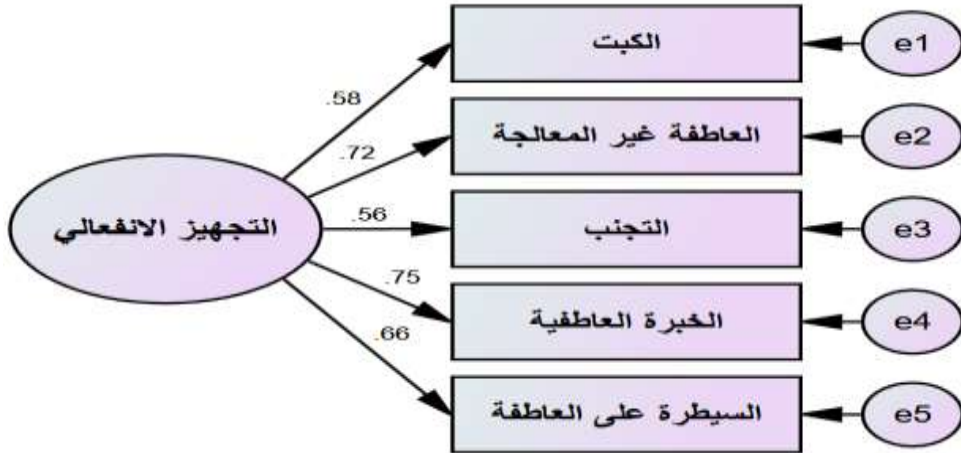 الكبت
e1
.58
العاطفة غير المعالجة
e2
.72
التجهيز الانفعالي
.56
التجنب
e3
.75
الخبرة العاطفية
e4
.66
السيطرة على العاطفة
e5